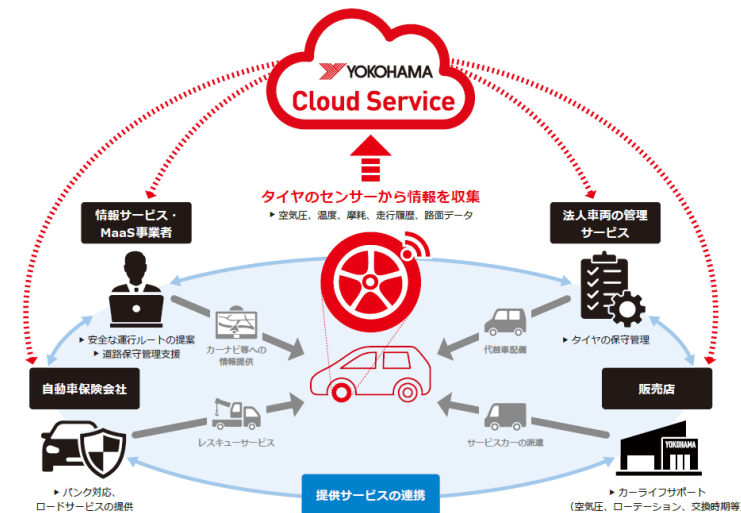 YOKOHAMA
Cloud Service
タイヤのセンサーから情報を収集
▶ 空気圧、温度、摩耗、走行履歴、路面データ
情報サービス・
MaaS事業者
法人車両の管理
サービス
▶ 安全な運行ルートの提案
▶ 道路保守管理支援
カーナビ等への
情報提供
代替車配備
▶ タイヤの保守管理
自動車保険会社
販売店
レスキューサービス
サービスカーの派遣
YOKOHAMA
▶ パンク対応、
ロードサービスの提供
提供サービスの連携
▶ カーライフサポート
(空気圧、ローテーション、交換時期等